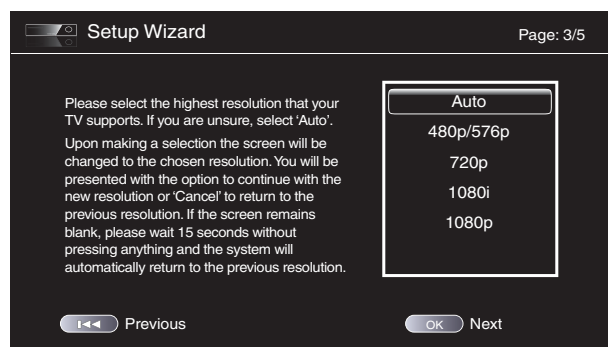 Setup Wizard
Page: 3/5
Please select the highest resolution that your
TV supports. If you are unsure, select ‘Auto’.
Upon making a selection the screen will be
changed to the chosen resolution. You will be
presented with the option to continue with the
new resolution or ‘Cancel’ to return to the
previous resolution. If the screen remains
blank, please wait 15 seconds without
pressing anything and the system will
automatically return to the previous resolution.
Auto
480p/576p
720p
1080i
1080p
Previous
OK Next